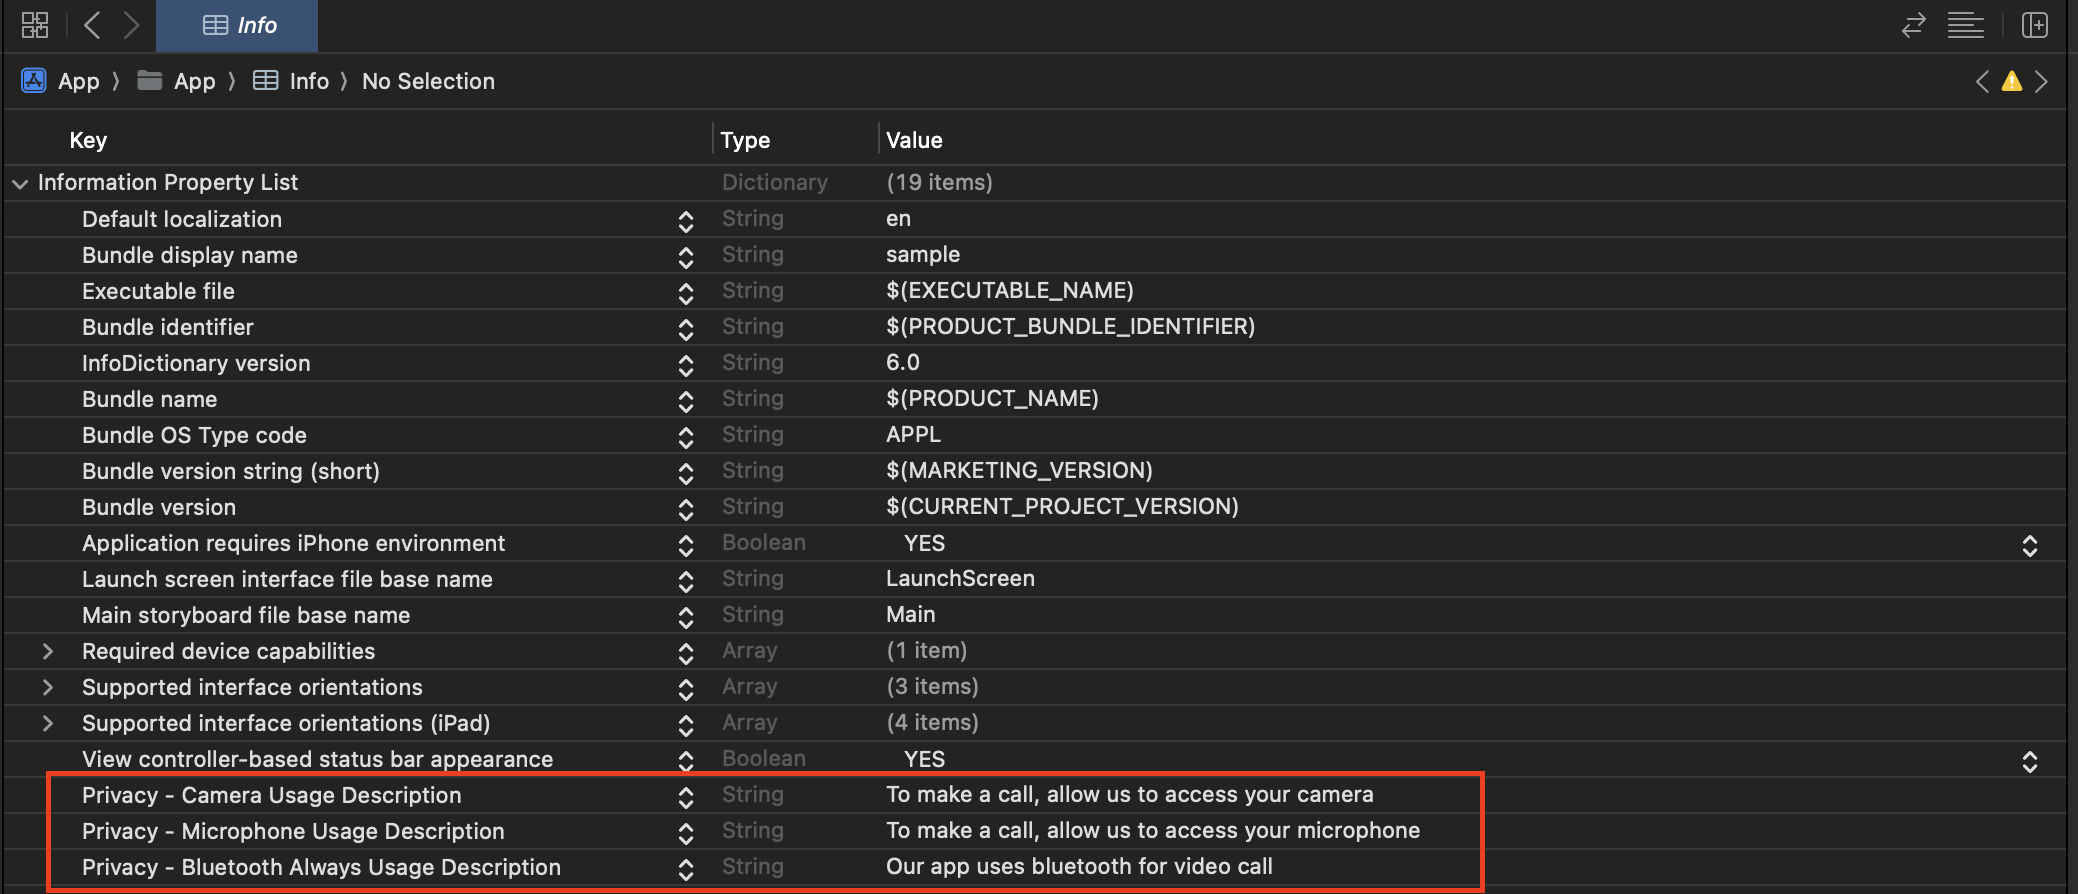 Info
App 〉 App 〉 Info 〉 No Selection
Key Type Value
Information Property List Dictionary (19 items)
Default localization String en
Bundle display name String sample
Executable file String $(EXECUTABLE_NAME)
Bundle identifier String $(PRODUCT_BUNDLE_IDENTIFIER)
InfoDictionary version String 6.0
Bundle name String $(PRODUCT_NAME)
Bundle OS Type code String APPL
Bundle version string (short) String $(MARKETING_VERSION)
Bundle version String $(CURRENT_PROJECT_VERSION)
Application requires iPhone environment Boolean YES
Launch screen interface file base name String LaunchScreen
Main storyboard file base name String Main
Required device capabilities Array (1 item)
Supported interface orientations Array (3 items)
Supported interface orientations (iPad) Array (4 items)
View controller-based status bar appearance Boolean YES
Privacy - Camera Usage Description String To make a call, allow us to access your camera
Privacy - Microphone Usage Description String To make a call, allow us to access your microphone
Privacy - Bluetooth Always Usage Description String Our app uses bluetooth for video call